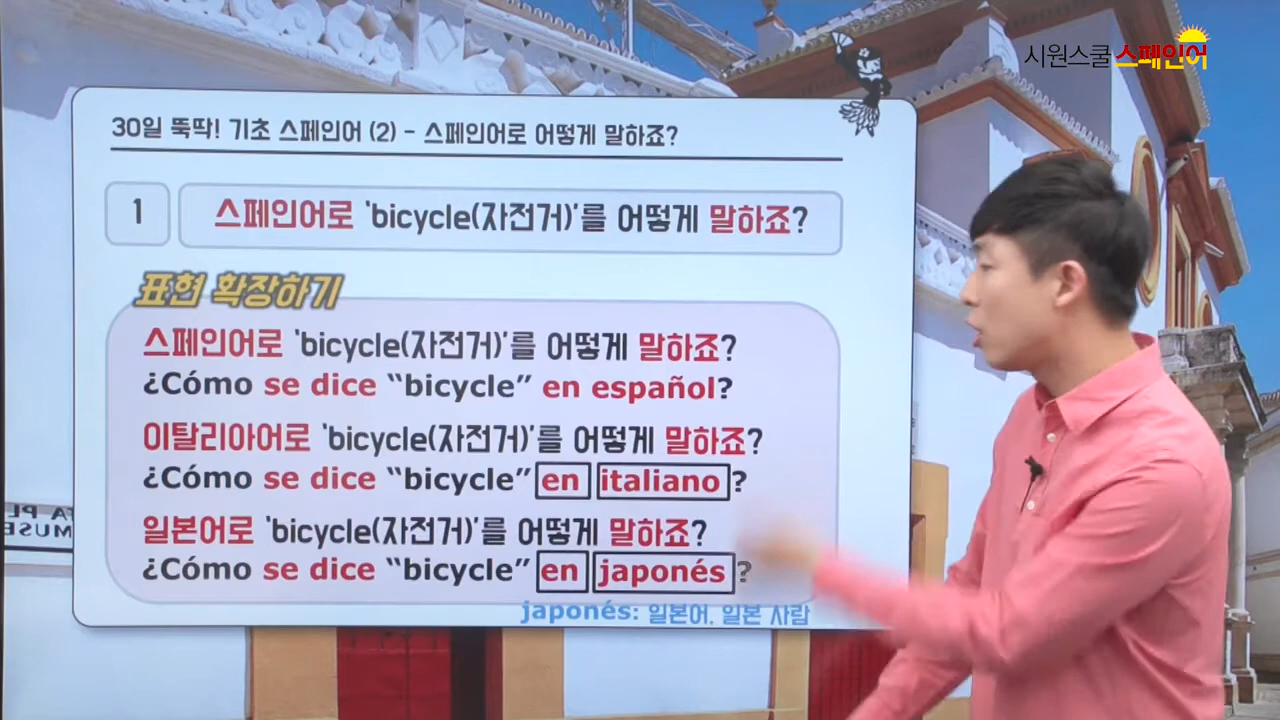 시원스쿨 스페인어
30일 뚝딱! 기초 스페인어 (2) - 스페인어로 어떻게 말하죠?
1
스페인어로 'bicycle(자전거)'를 어떻게 말하죠?
표현 확장하기
스페인어로 'bicycle(자전거)'를 어떻게 말하죠?
¿Cómo se dice “bicycle” en español?
이탈리아어로 'bicycle(자전거)'를 어떻게 말하죠?
¿Cómo se dice “bicycle” en italiano?
일본어로 'bicycle(자전거)'를 어떻게 말하죠?
¿Cómo se dice “bicycle” en japonés?
japonés: 일본어, 일본 사람